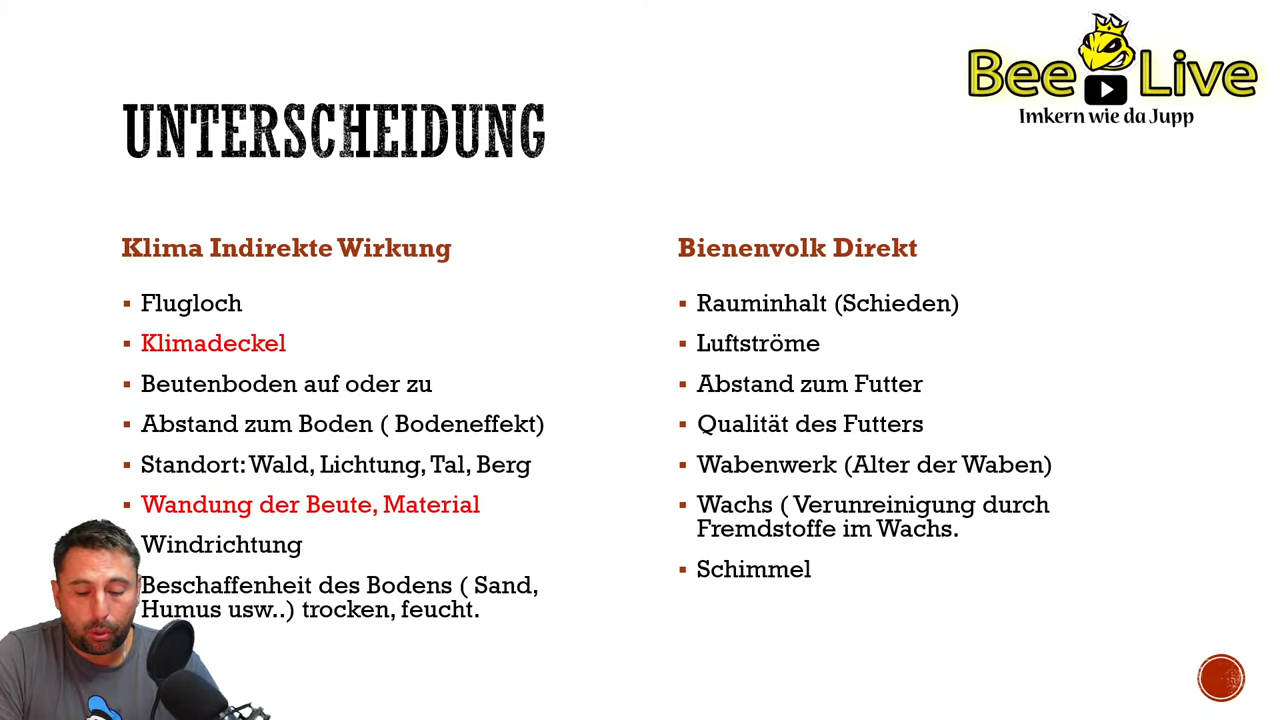 Bee Live
Imkern wie da Jupp
UNTERSCHEIDUNG
Klima Indirekte Wirkung
Flugloch
Klimadeckel
Beutenboden auf oder zu
Abstand zum Boden ( Bodeneffekt)
Standort: Wald, Lichtung, Tal, Berg
Wandung der Beute, Material
Windrichtung
Beschaffenheit des Bodens ( Sand,
Humus usw..) trocken, feucht.
Bienenvolk Direkt
Rauminhalt (Schieden)
Luftströme
Abstand zum Futter
Qualität des Futters
Wabenwerk (Alter der Waben)
Wachs ( Verunreinigung durch
Fremdstoffe im Wachs.
Schimmel